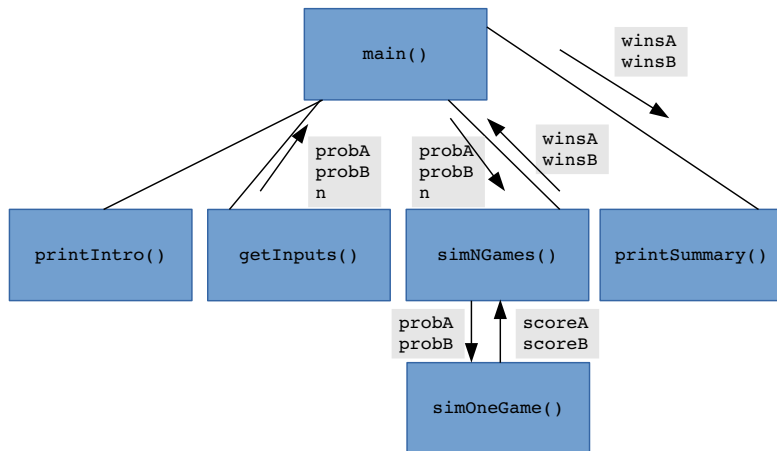 main()
winsA
winsB
probA
probB
n
probA
probB
n
winsA
winsB
printIntro()
getInputs()
simNGames()
printSummary()
probA
probB
scoreA
scoreB
simOneGame()